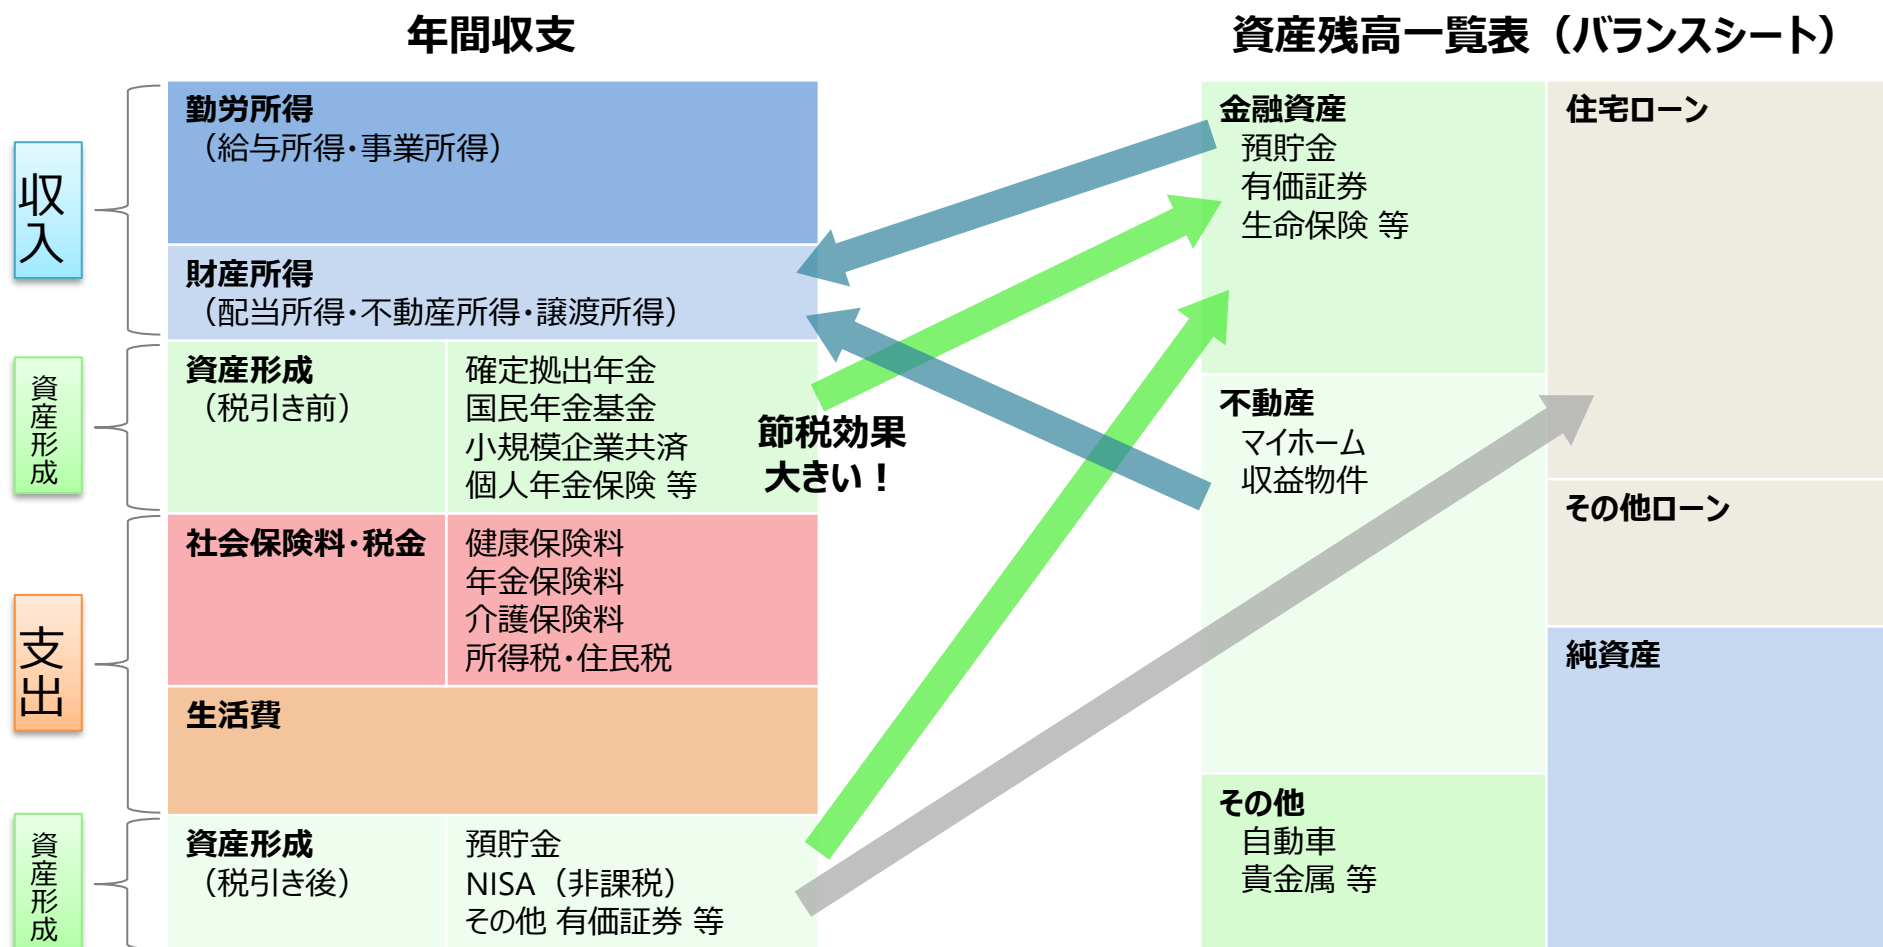 年間収支
収入
勤労所得
（給与所得・事業所得）
財産所得
（配当所得・不動産所得・譲渡所得）
資産形成
資産形成
（税引き前）
確定拠出年金
国民年金基金
小規模企業共済
個人年金保険 等
節税効果
大きい！
支出
社会保険料・税金
健康保険料
年金保険料
介護保険料
所得税・住民税
生活費
資産形成
資産形成
（税引き後）
預貯金
NISA（非課税）
その他 有価証券 等
資産残高一覧表（バランスシート）
金融資産
預貯金
有価証券
生命保険 等
不動産
マイホーム
収益物件
その他
自動車
貴金属 等
住宅ローン
その他ローン
純資産